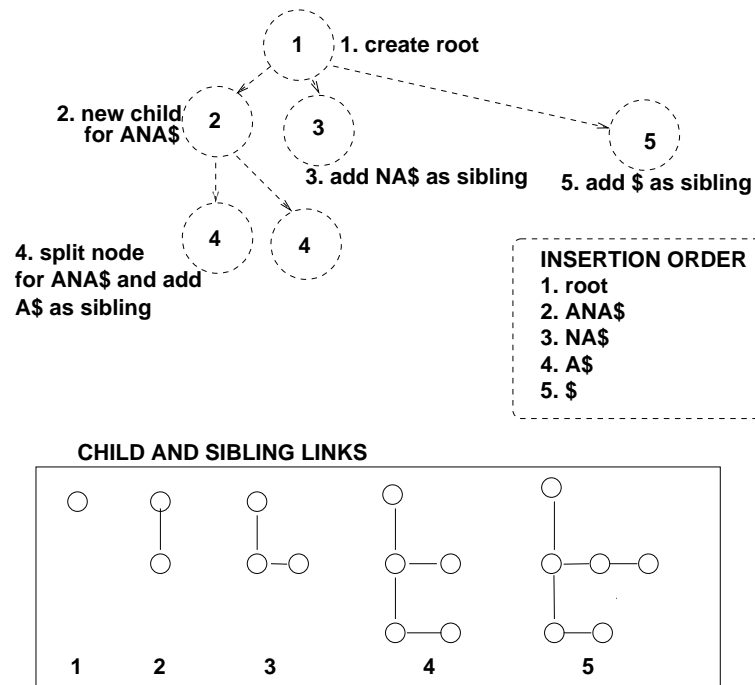 1
1. create root
2. new child
for ANA$
2
3
5
3. add NA$ as sibling
5. add $ as sibling
4
4
4. split node
for ANA$ and add
A$ as sibling
INSERTION ORDER
1. root
2. ANA$
3. NA$
4. A$
5. $
CHILD AND SIBLING LINKS
1 2 3 4 5